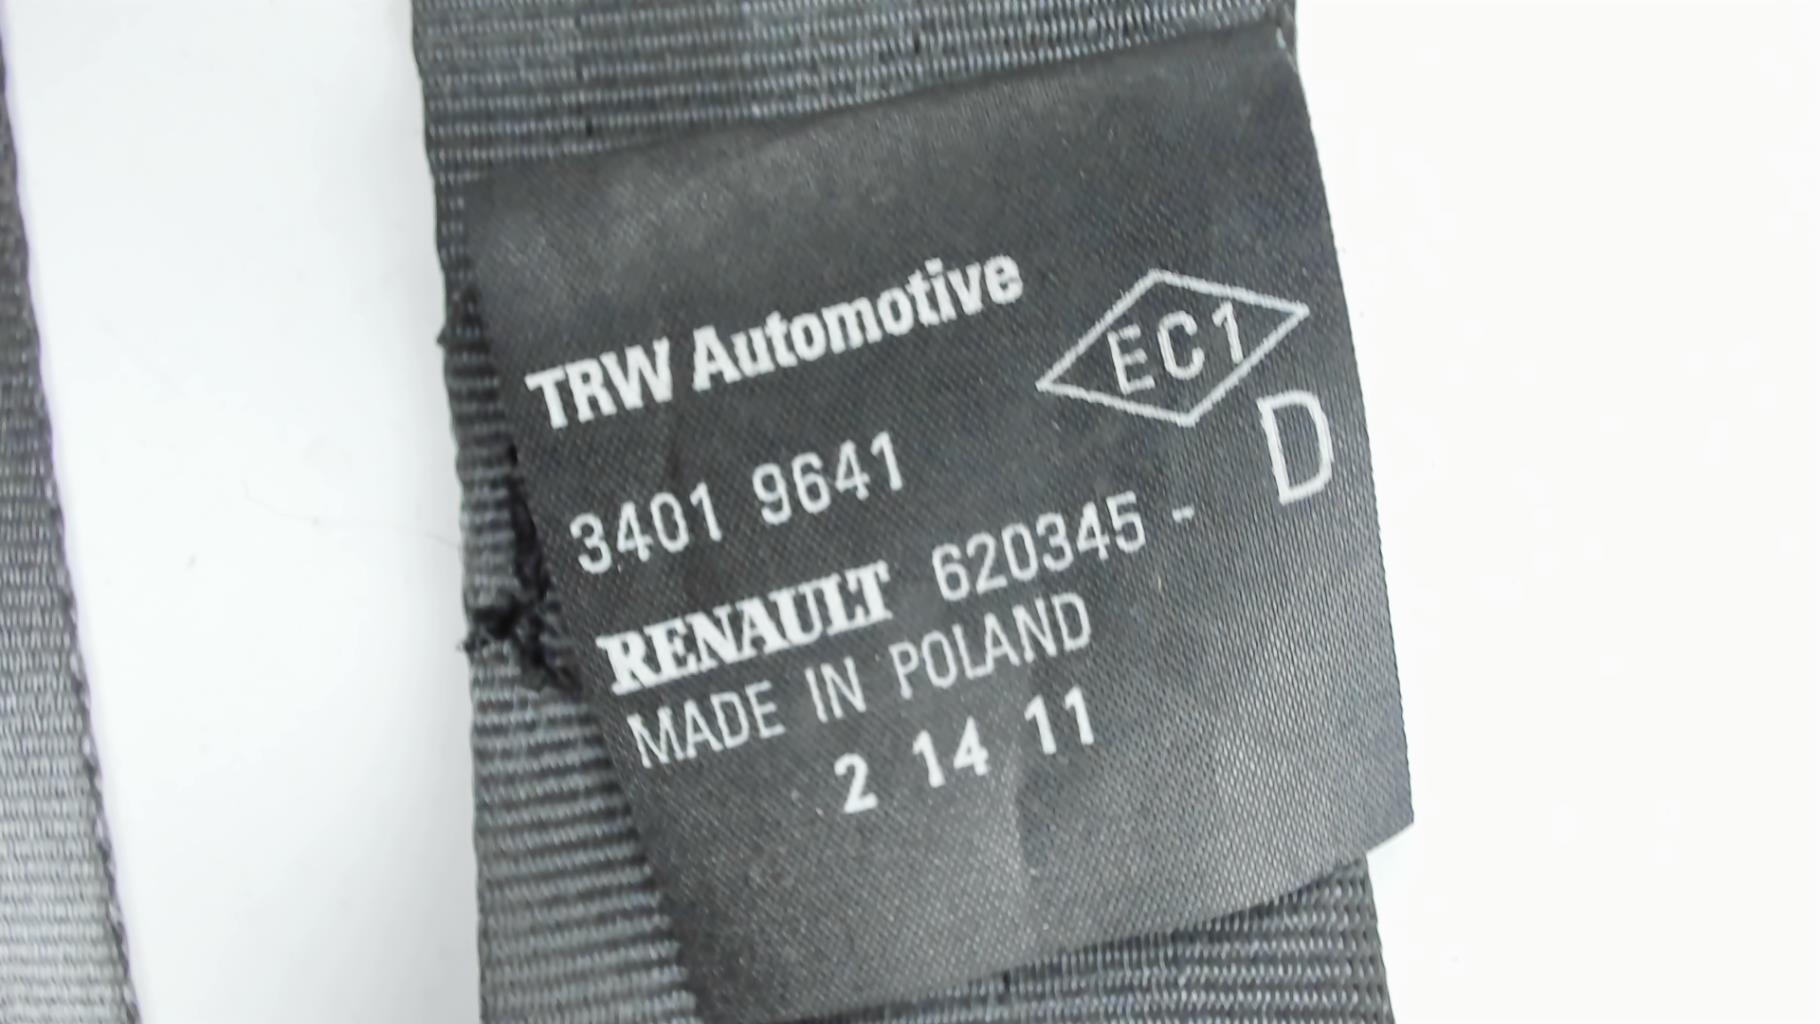 TRW Automotive
EC1
D
3401 9641
RENAULT 620345 -
MADE IN POLAND
2 14 11